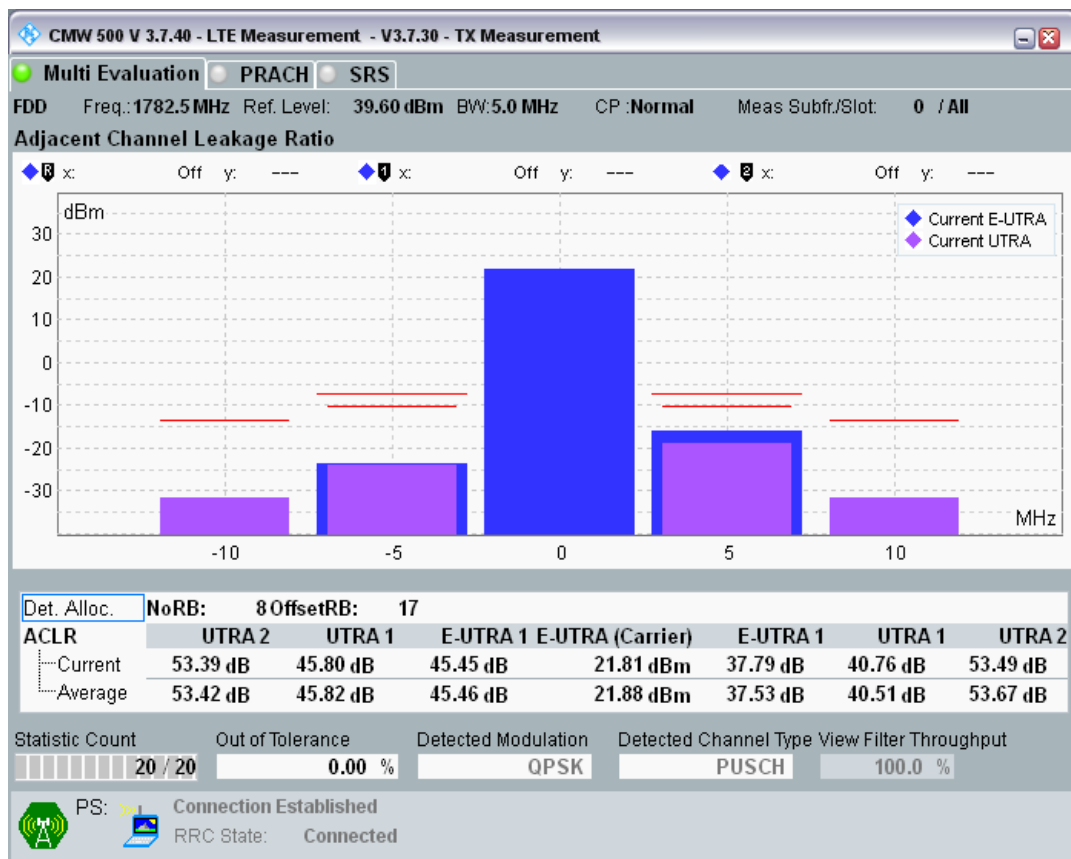 CMW 500 V 3.7.40 - LTE Measurement - V3.7.30 - TX Measurement
Multi Evaluation PRACH SRS
FDD Freq.:1782.5 MHz Ref. Level: 39.60 dBm BW:5.0 MHz CP :Normal Meas Subfr./Slot: 0 / All
Adjacent Channel Leakage Ratio
R x: Off y: --- 1 x: Off y: --- 2 x: Off y: ---
dBm
Current E-UTRA
Current UTRA
30
20
10
0
-10
-20
-30
MHz
-10 -5 0 5 10
Det. Alloc. NoRB: 8 OffsetRB: 17
ACLR UTRA 2 UTRA 1 E-UTRA 1 E-UTRA (Carrier) E-UTRA 1 UTRA 1 UTRA 2
Current 53.39 dB 45.80 dB 45.45 dB 21.81 dBm 37.79 dB 40.76 dB 53.49 dB
Average 53.42 dB 45.82 dB 45.46 dB 21.88 dBm 37.53 dB 40.51 dB 53.67 dB
Statistic Count Out of Tolerance Detected Modulation Detected Channel Type View Filter Throughput
20 / 20 0.00 % QPSK PUSCH 100.0 %
PS: Connection Established
RRC State: Connected